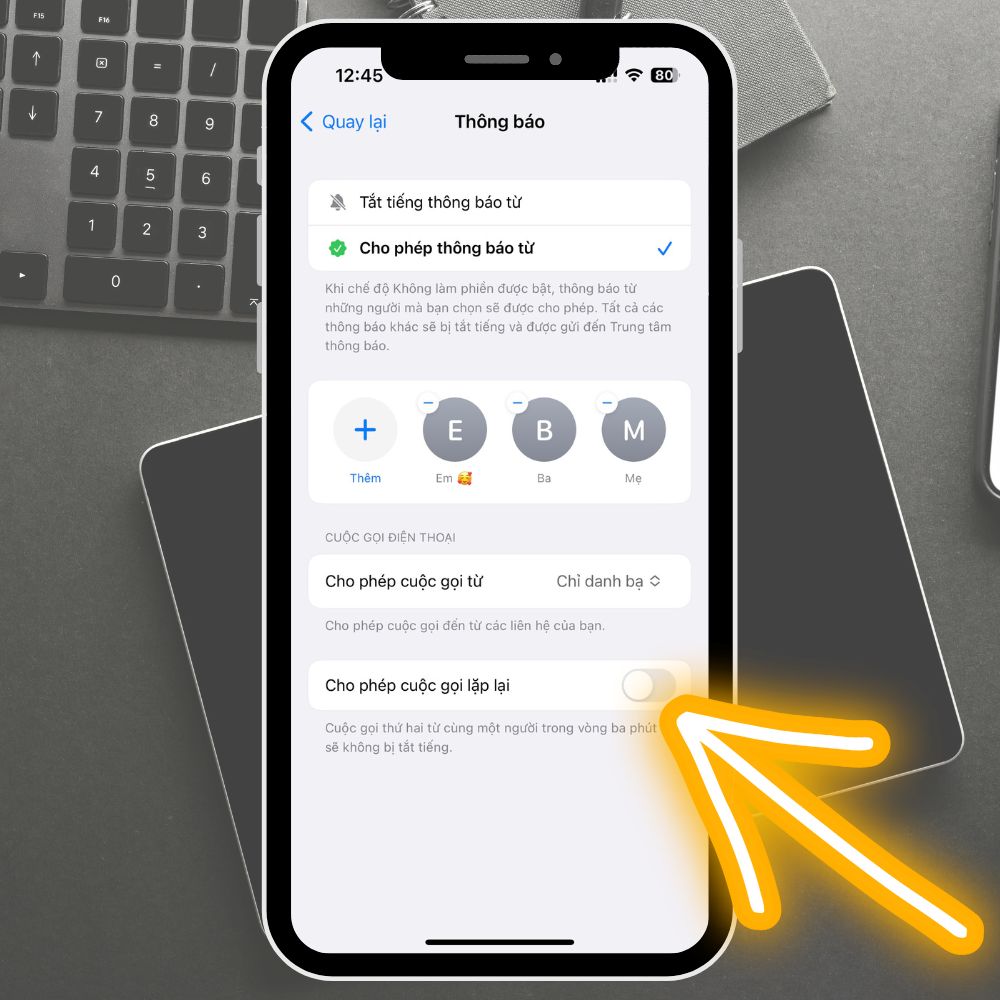 F15
F16
=
/
7
8
9
4
5
6
1
2
3
0
.
12:45
80
Quay lại
Thông báo
Tắt tiếng thông báo từ
Cho phép thông báo từ
Khi chế độ Không làm phiền được bật, thông báo từ
những người mà bạn chọn sẽ được cho phép. Tất cả các
thông báo khác sẽ bị tắt tiếng và được gửi đến Trung tâm
thông báo.
E
B
M
Thêm
Em 🥰
Ba
Mẹ
CUỘC GỌI ĐIỆN THOẠI
Cho phép cuộc gọi từ
Chỉ danh bạ
Cho phép cuộc gọi đến từ các liên hệ của bạn.
Cho phép cuộc gọi lặp lại
Cuộc gọi thứ hai từ cùng một người trong vòng ba phút
sẽ không bị tắt tiếng.